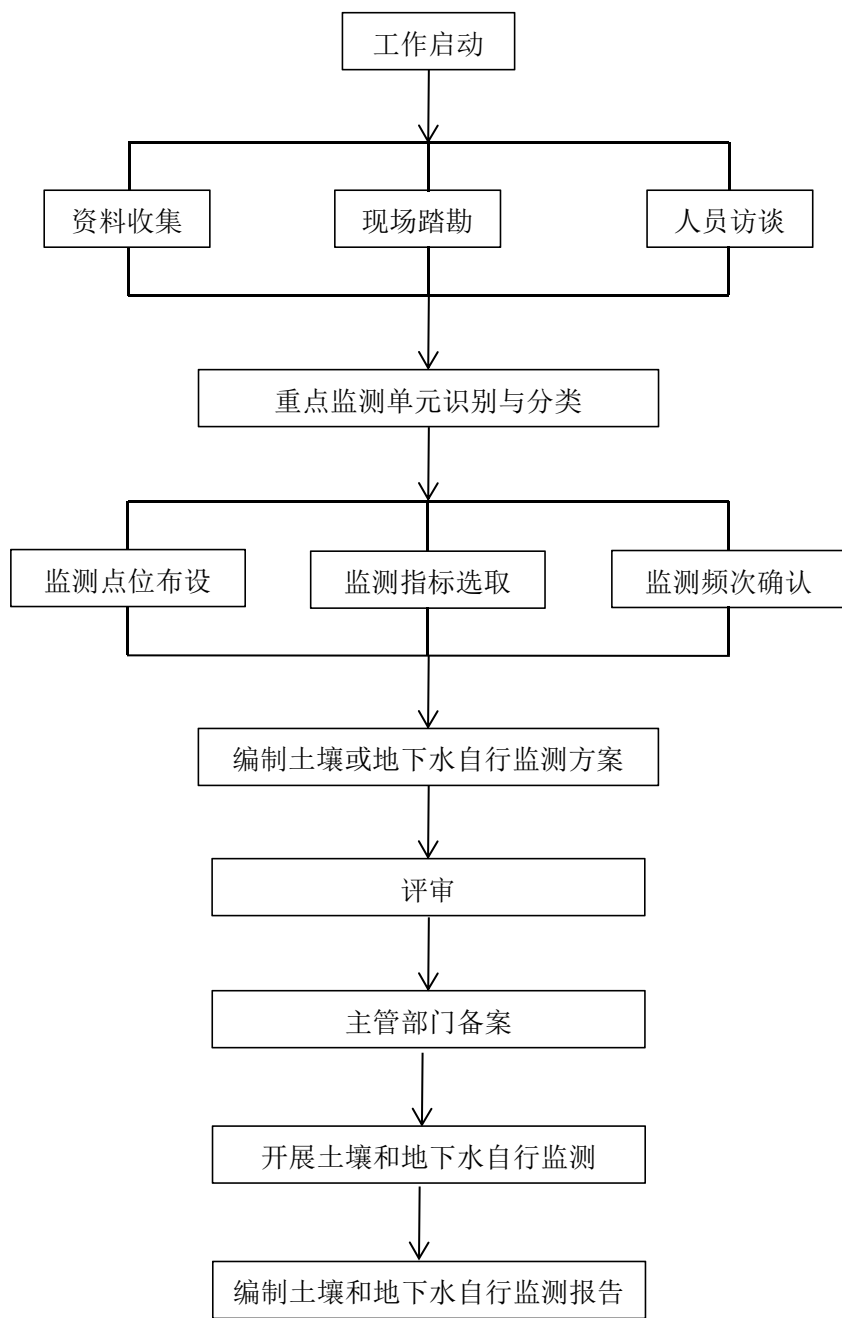 工作启动
资料收集
现场踏勘
人员访谈
重点监测单元识别与分类
监测点位布设
监测指标选取
监测频次确认
编制土壤或地下水自行监测方案
评审
主管部门备案
开展土壤和地下水自行监测
编制土壤和地下水自行监测报告